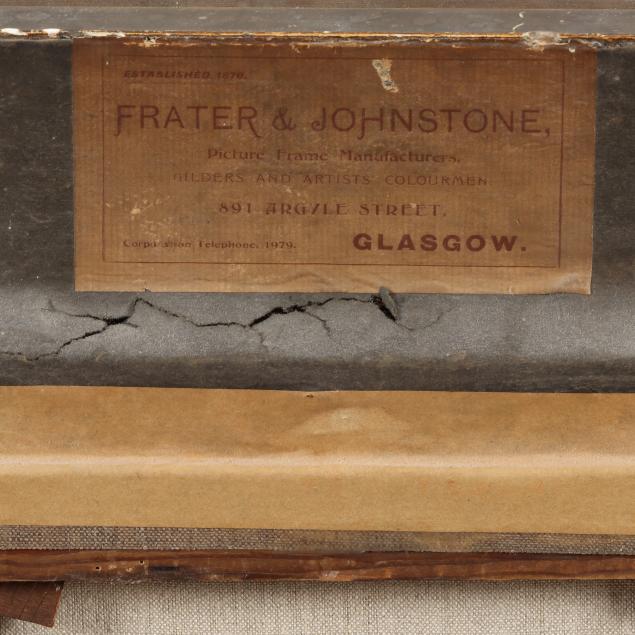 ESTABLISHED 1870.
FRATER & JOHNSTONE,
Picture Frame Manufacturers,
GILDERS AND ARTISTS' COLOURMEN
891 ARGYLE STREET,
Corporation Telephone, 1979.
GLASGOW.